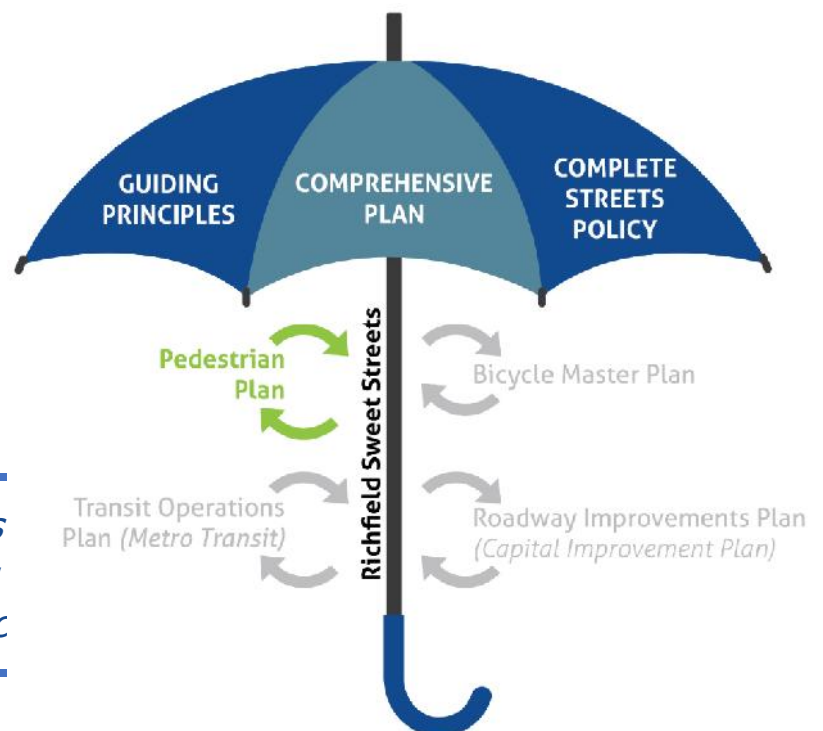 GUIDING
PRINCIPLES
COMPREHENSIVE
PLAN
COMPLETE
STREETS
POLICY
Pedestrian
Plan
Richfield Sweet Streets
Bicycle Master Plan
Transit Operations
Plan (Metro Transit)
Roadway Improvements Plan
(Capital Improvement Plan)